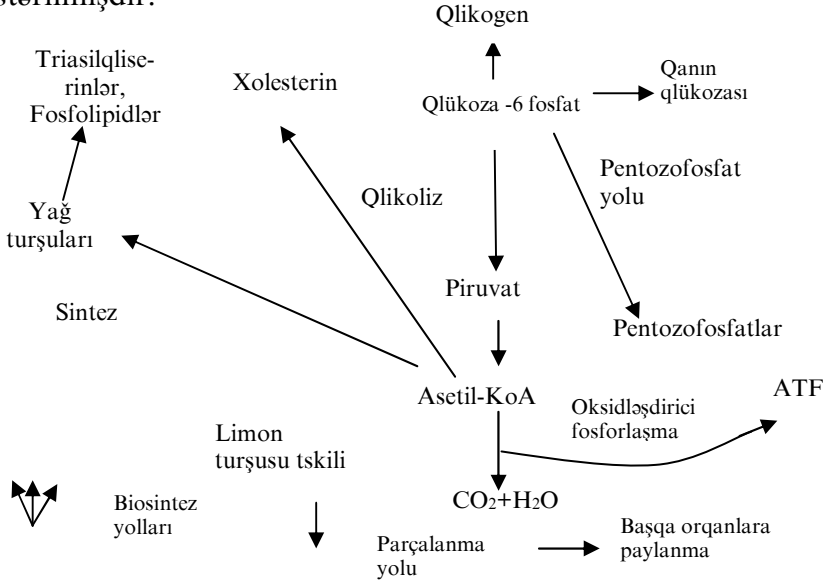 stərilmişdir:
Qlikogen
Triasilqlise-
rinlər,
Fosfolipidlər
Xolesterin
Qlükoza -6 fosfat
Qanın
qlükozası
Pentozofosfat
yolu
Qlikoliz
Yağ
turşuları
Piruvat
Sintez
Pentozofosfatlar
Asetil-KoA
ATF
Oksidləşdirici
fosforlaşma
Limon
turşusu tskili
CO2+H2O
Biosintez
yolları
Parçalanma
yolu
Başqa orqanlara
paylanma